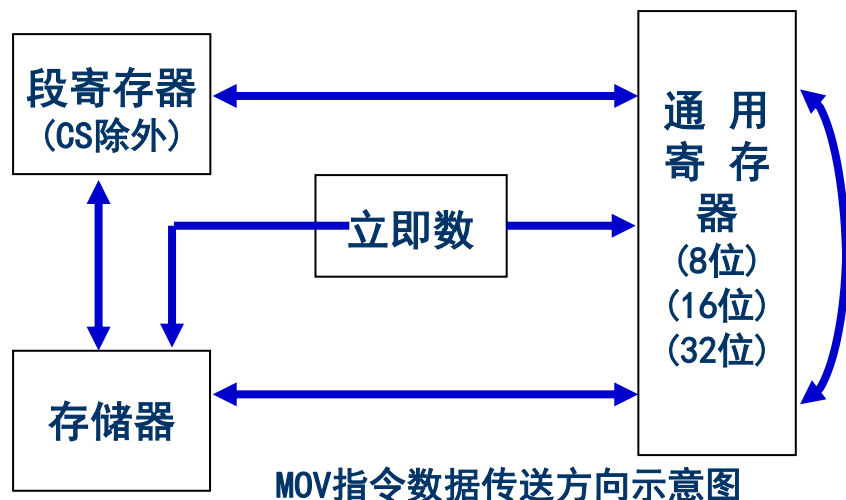 段寄存器
(CS除外)
立即数
通 用
寄 存
器
(8位)
(16位)
(32位)
存储器
MOV指令数据传送方向示意图